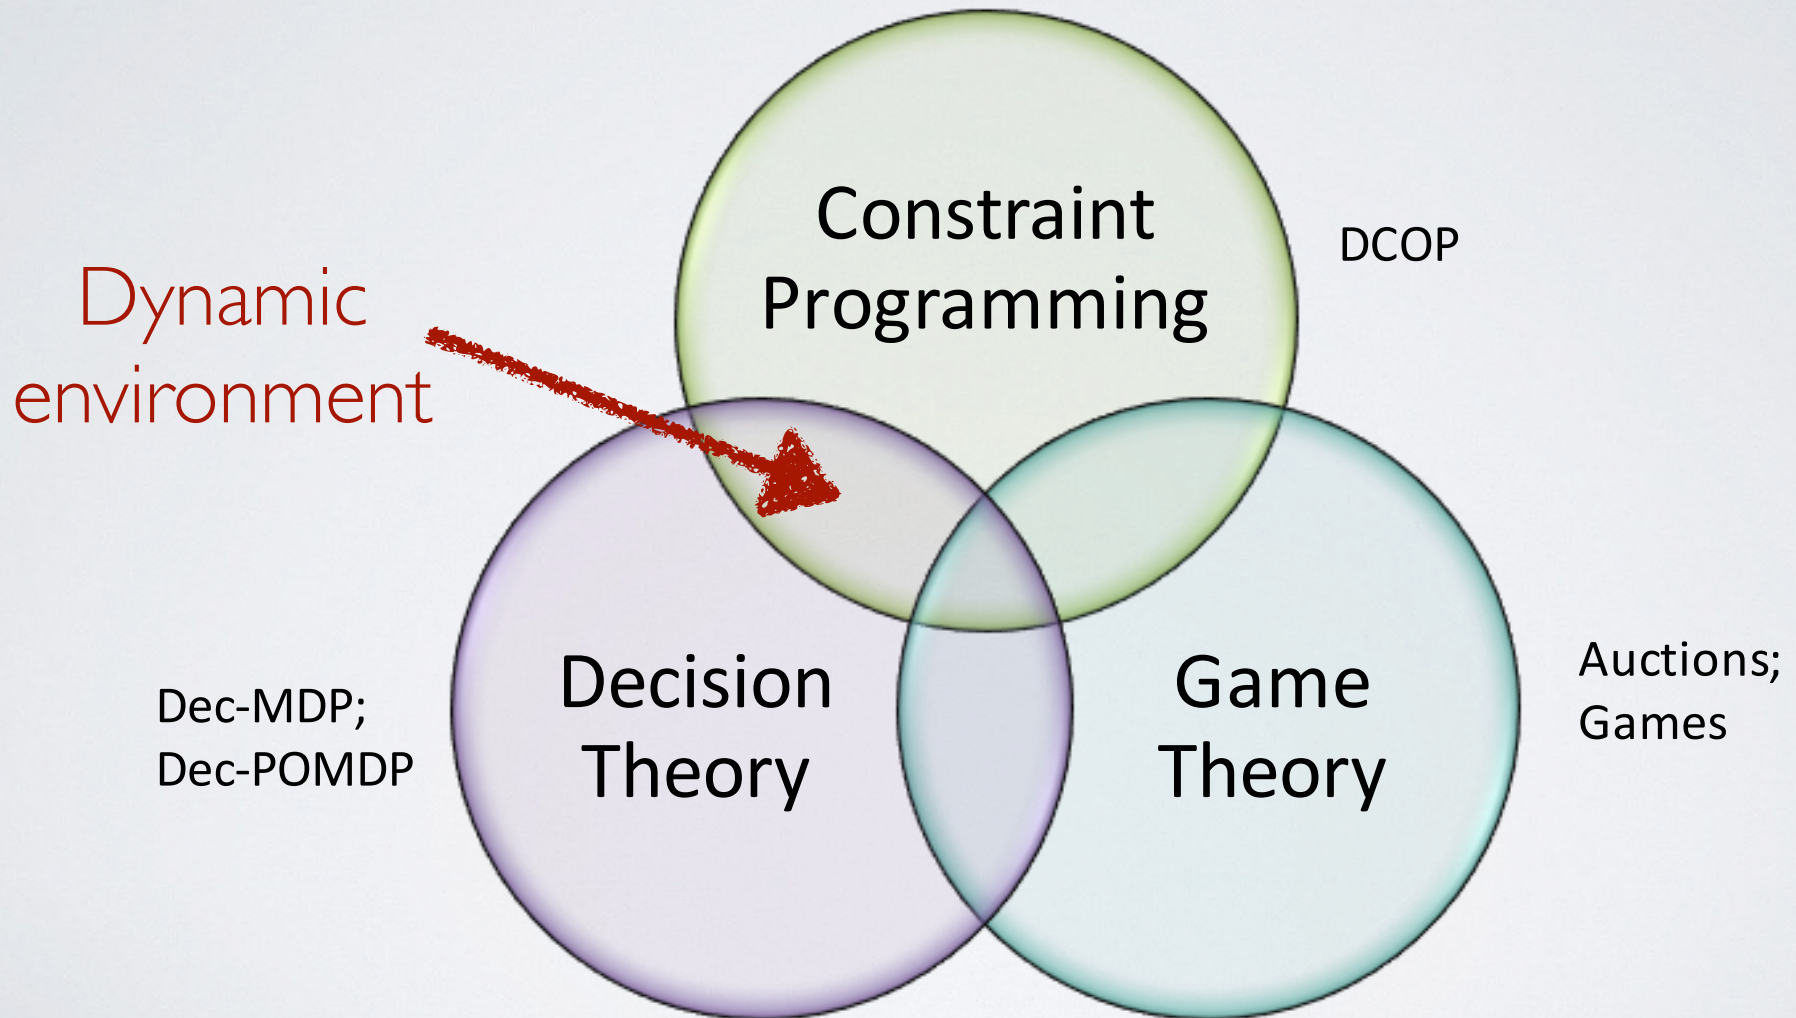 Constraint
Programming
DCOP
Dynamic
environment
Decision
Theory
Dec-MDP;
Dec-POMDP
Game
Theory
Auctions;
Games